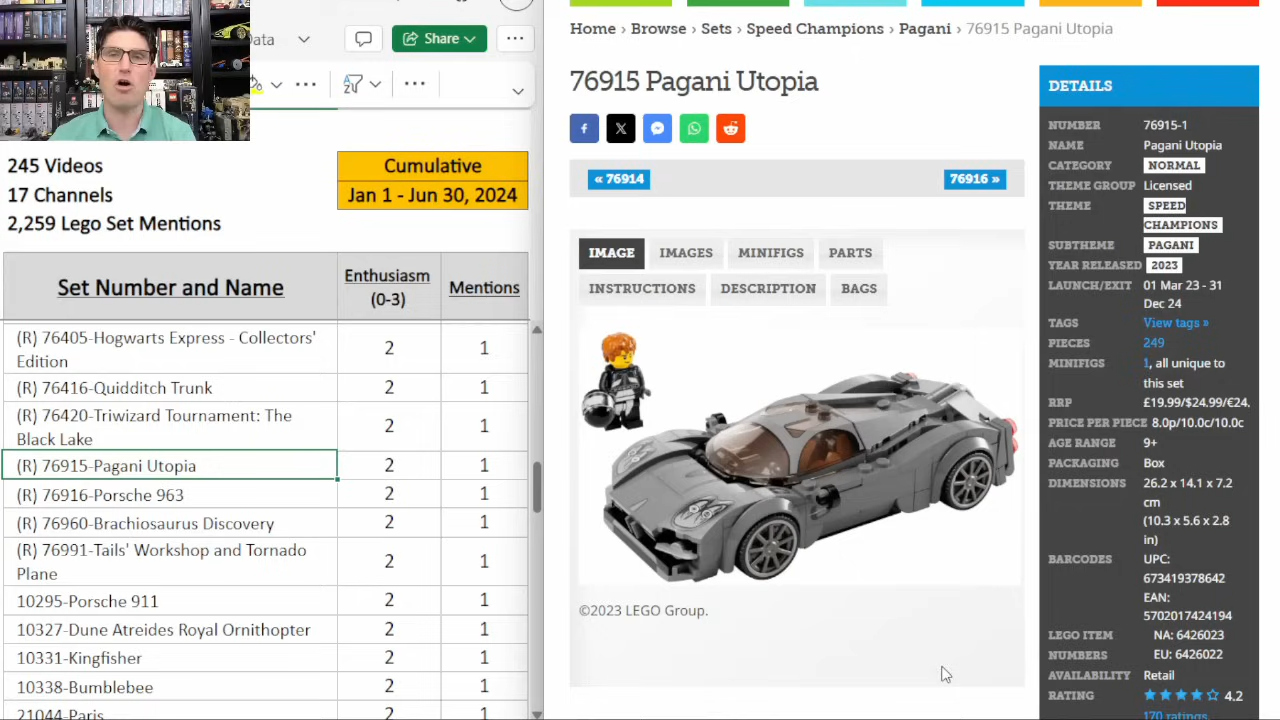 Data
Share
245 Videos
17 Channels
2,259 Lego Set Mentions
Cumulative
Jan 1 - Jun 30, 2024
Set Number and Name
Enthusiasm
(0-3)
Mentions
(R) 76405-Hogwarts Express - Collectors'
Edition
2
1
(R) 76416-Quidditch Trunk
2
1
(R) 76420-Triwizard Tournament: The
Black Lake
2
1
(R) 76915-Pagani Utopia
2
1
(R) 76916-Porsche 963
2
1
(R) 76960-Brachiosaurus Discovery
2
1
(R) 76991-Tails' Workshop and Tornado
Plane
2
1
10295-Porsche 911
2
1
10327-Dune Atreides Royal Ornithopter
2
1
10331-Kingfisher
2
1
10338-Bumblebee
2
1
21044-Paris
2
1
Home › Browse › Sets › Speed Champions › Pagani › 76915 Pagani Utopia
76915 Pagani Utopia
« 76914
76916 »
IMAGE
IMAGES
MINIFIGS
PARTS
INSTRUCTIONS
DESCRIPTION
BAGS
©2023 LEGO Group.
DETAILS
NUMBER 76915-1
NAME Pagani Utopia
CATEGORY NORMAL
THEME GROUP Licensed
THEME SPEED
CHAMPIONS
SUBTHEME PAGANI
YEAR RELEASED 2023
LAUNCH/EXIT 01 Mar 23 - 31
Dec 24
TAGS View tags »
PIECES 249
MINIFIGS 1, all unique to
this set
RRP £19.99/$24.99/€24.
PRICE PER PIECE 8.0p/10.0c/10.0c
AGE RANGE 9+
PACKAGING Box
DIMENSIONS 26.2 x 14.1 x 7.2
cm
(10.3 x 5.6 x 2.8
in)
BARCODES UPC:
673419378642
EAN:
5702017424194
LEGO ITEM NA: 6426023
NUMBERS EU: 6426022
AVAILABILITY Retail
RATING 4.2
170 ratings